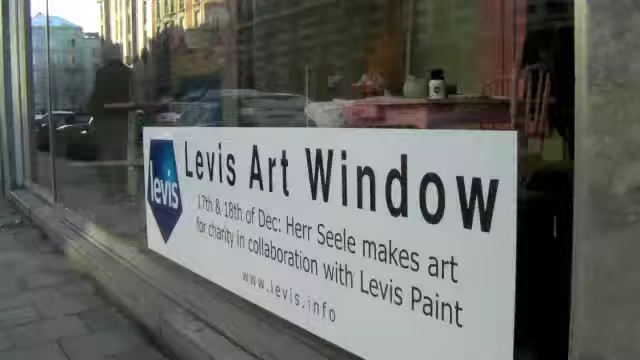 levis
Levis Art Window
17th & 18th of Dec: Herr Seele makes art
for charity in collaboration with Levis Paint
www.levis.info